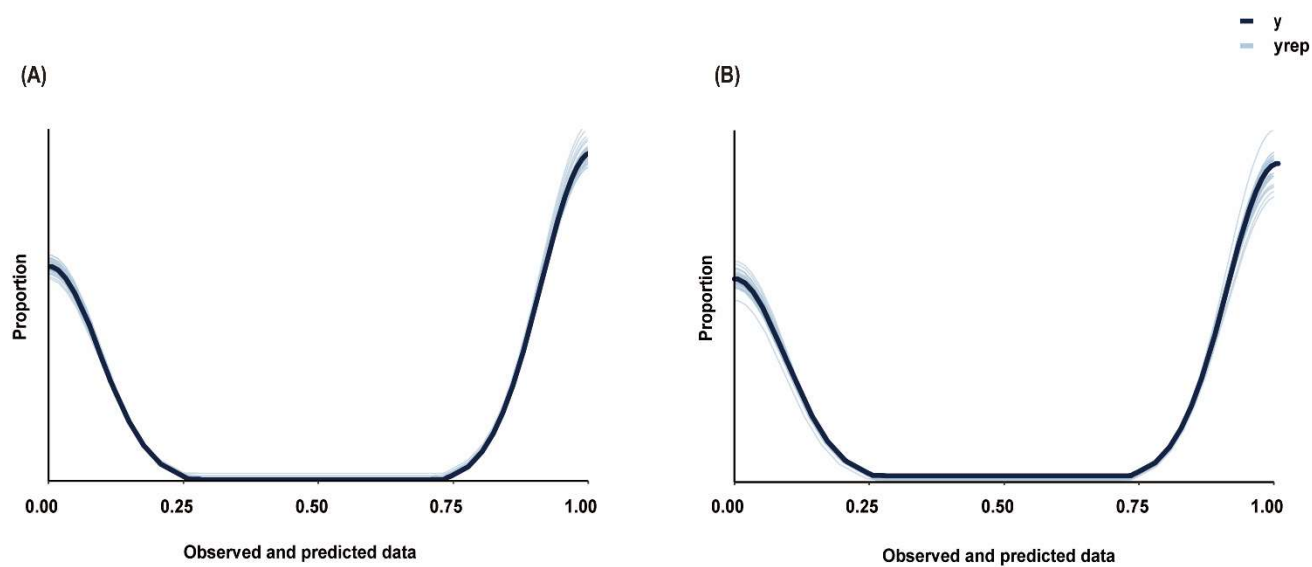 y
yrep
(A)
(B)
Proportion
Proportion
0.00 0.25 0.50 0.75 1.00
0.00 0.25 0.50 0.75 1.00
Observed and predicted data
Observed and predicted data